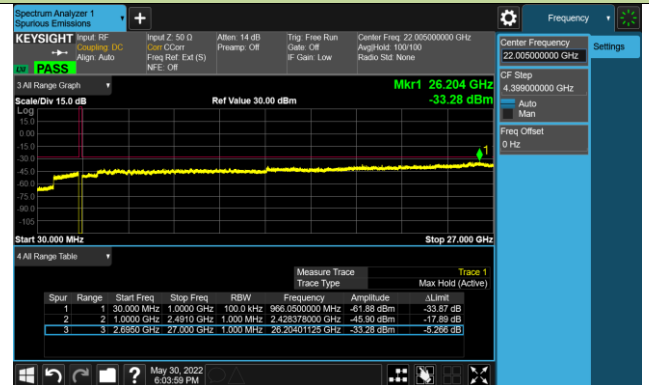 Spectrum Analyzer 1
Spurious Emissions
Frequency
KEYSIGHT Input: RF
Coupling: DC
Align: Auto
Input Z: 50 Ω
Corr CCorr
Freq Ref: Ext (S)
NFE: Off
Atten: 14 dB
Preamp: Off
Trig: Free Run
Gate: Off
IF Gain: Low
Center Freq: 22.005000000 GHz
Avg|Hold: 100/100
Radio Std: None
PASS
Center Frequency
22.005000000 GHz
Settings
CF Step
4.399000000 GHz
Auto
Man
Freq Offset
0 Hz
3 All Range Graph
Mkr1 26.204 GHz
-33.28 dBm
Scale/Div 15.0 dB
Ref Value 30.00 dBm
Log
15.0
0.00
-15.0
-30.0
-45.0
-60.0
-75.0
-90.0
-105
1
Start 30.000 MHz
Stop 27.000 GHz
4 All Range Table
Measure Trace Trace 1
Trace Type Max Hold (Active)
Spur Range Start Freq Stop Freq RBW Frequency Amplitude ΔLimit
1 1 30.000 MHz 1.0000 GHz 100.0 kHz 966.0500000 MHz -61.88 dBm -33.87 dB
2 2 1.0000 GHz 2.4910 GHz 1.000 MHz 2.428378000 GHz -45.90 dBm -17.89 dB
3 3 2.6950 GHz 27.000 GHz 1.000 MHz 26.20401125 GHz -33.28 dBm -5.266 dB
May 30, 2022
6:03:59 PM